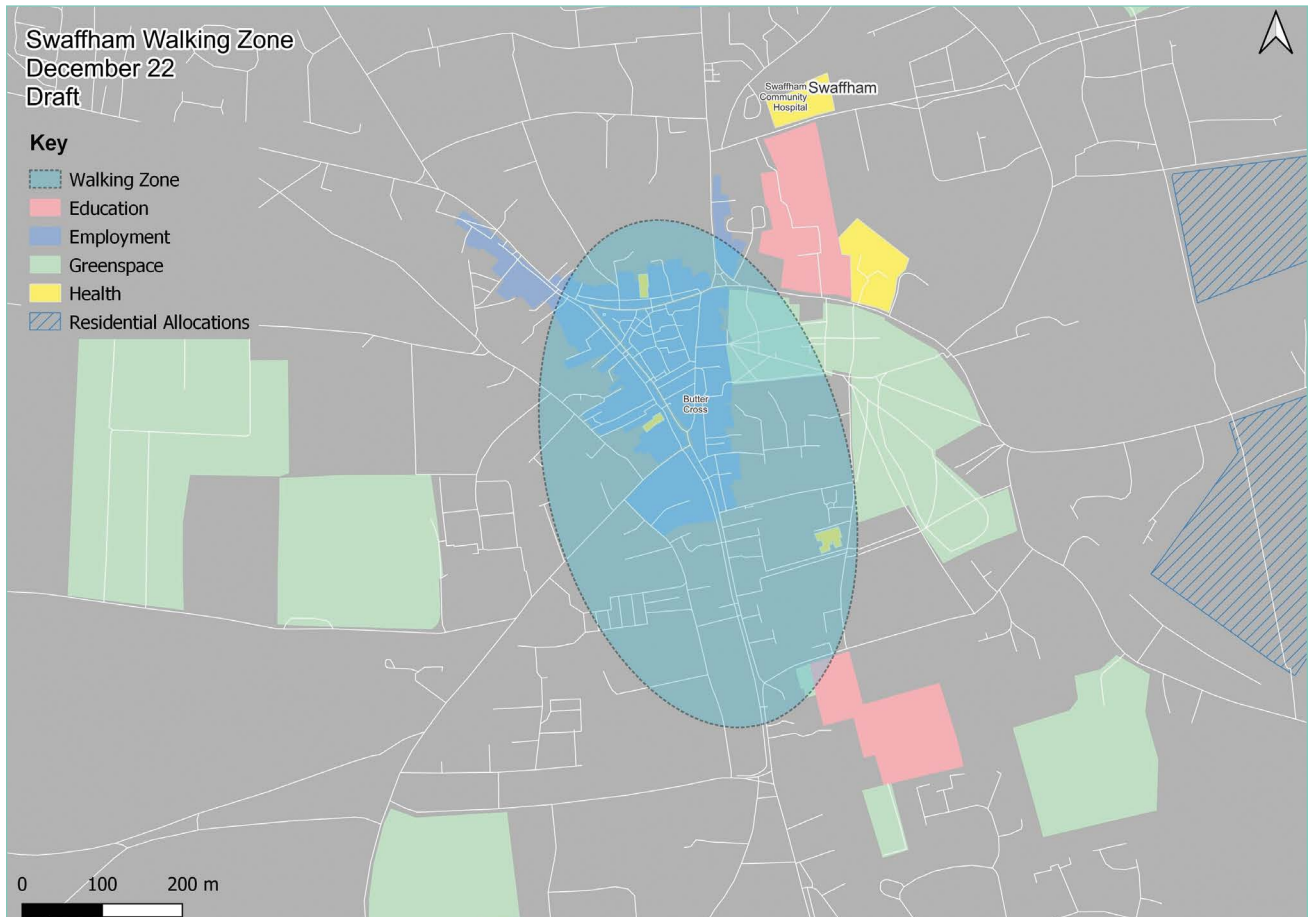 Swaffham Walking Zone
December 22
Draft
Key
Walking Zone
Education
Employment
Greenspace
Health
Residential Allocations
Swaffham
Community
Hospital
Swaffham
Butter
Cross
0 100 200 m